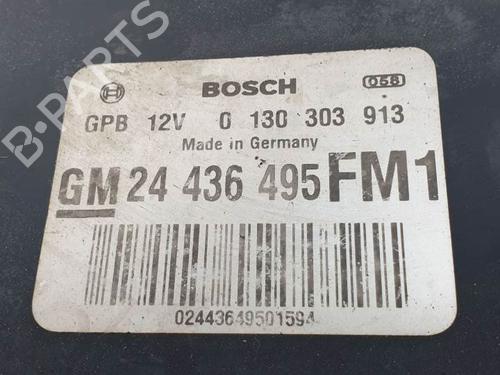 BOSCH 058
GPB 12V 0 130 303 913
Made in Germany
GM 24 436 495 FM1
02443649501594
B-PARTS